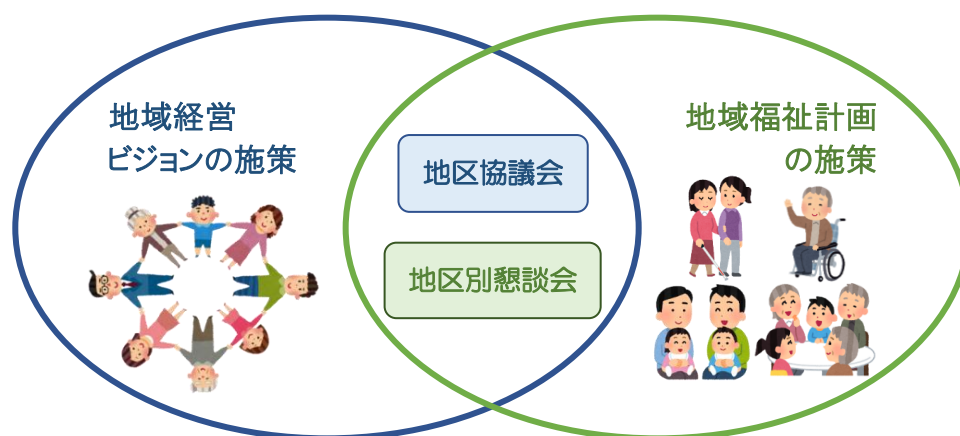 地域経営
ビジョンの施策
地区協議会
地区別懇談会
地域福祉計画
の施策